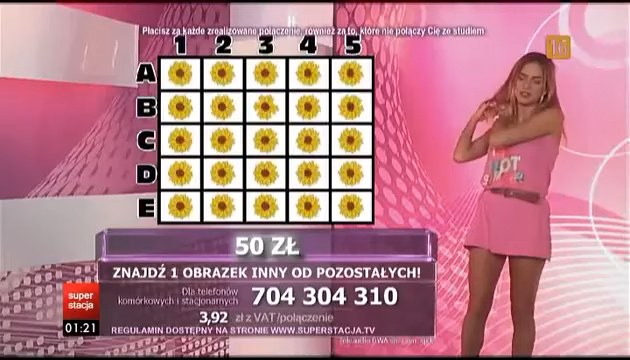 Płacisz za każde zrealizowane połączenie, również za to, które nie połączy Cię ze studiem
1 2 3 4 5
16
A
B
C
D
E
50 ZŁ
ZNAJDŹ 1 OBRAZEK INNY OD POZOSTAŁYCH!
Dla telefonów
komórkowych i stacjonarnych 704 304 310
3,92 zł z VAT/połączenie
REGULAMIN DOSTĘPNY NA STRONIE WWW.SUPERSTACJA.TV
super
stacja
01:21